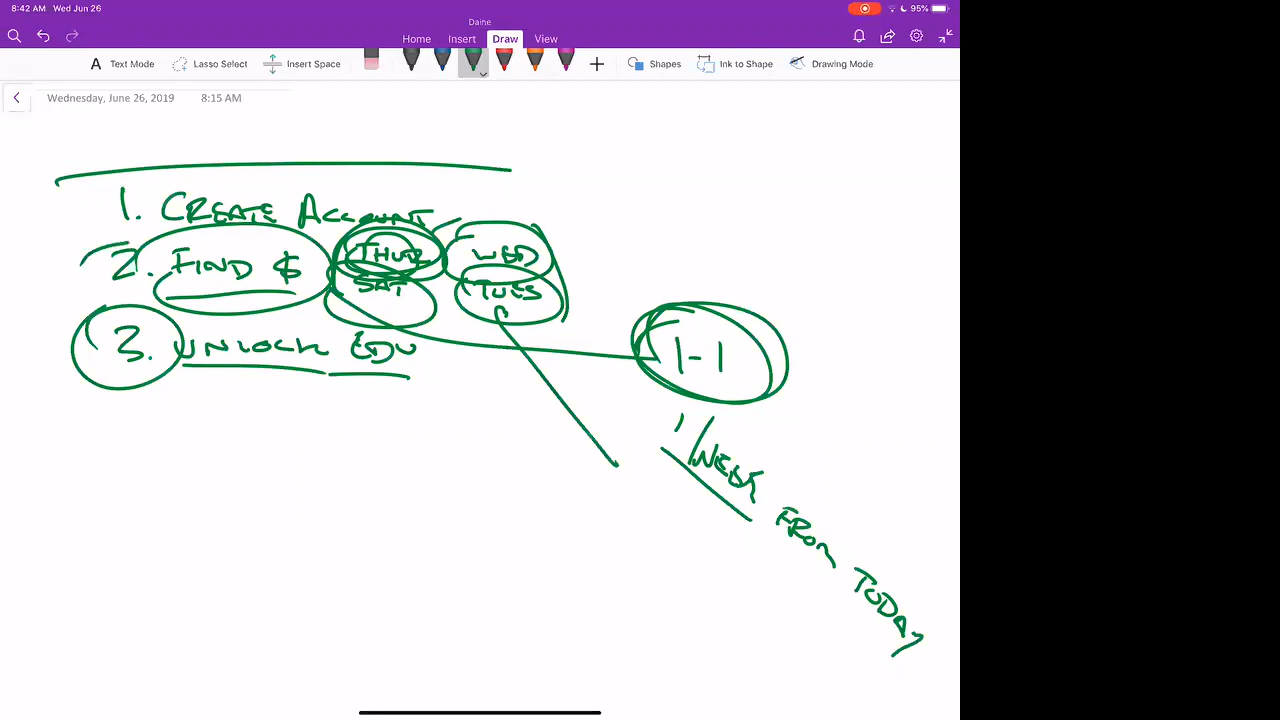 8:42 AM Wed Jun 26
95%
Daine
Home Insert Draw View
Text Mode Lasso Select Insert Space Shapes Ink to Shape Drawing Mode
Wednesday, June 26, 2019 8:15 AM
1. CREATE ACCOUNT
2. FIND $ THUR WED
SAT TUES
3. UNLOCK EDU
1-1
1/WEEK FROM TODAY